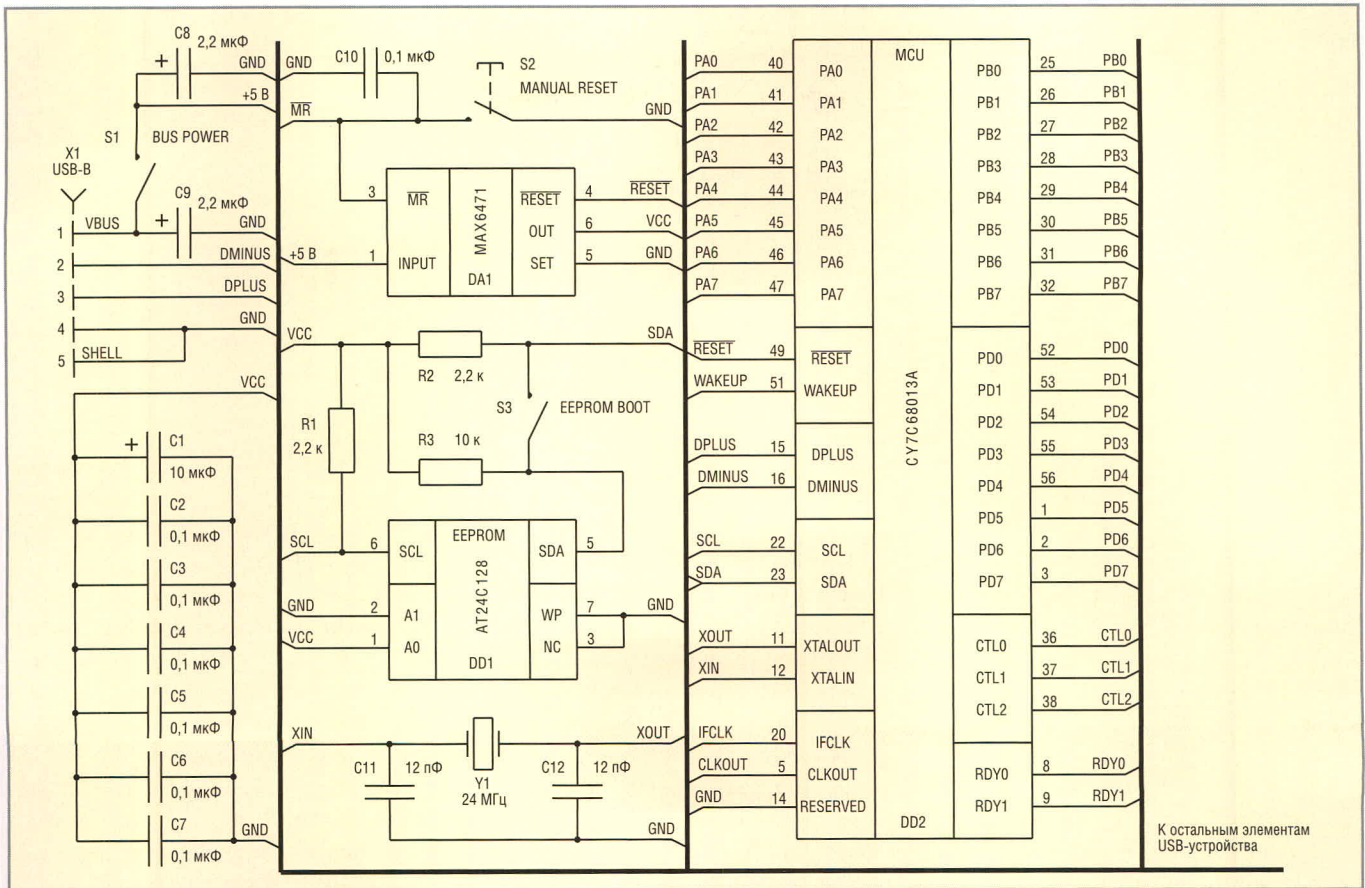 C8
2,2 мкФ
+
GND
+5 В
S1
BUS POWER
X1
USB-B
C9
2,2 мкФ
+
1
VBUS
GND
2
DMINUS
3
DPLUS
4
GND
5
SHELL
VCC
+
C1
10 мкФ
C2
0,1 мкФ
C3
0,1 мкФ
C4
0,1 мкФ
C5
0,1 мкФ
C6
0,1 мкФ
C7
0,1 мкФ
GND
GND
C10
0,1 мкФ
S2
MANUAL RESET
MR
GND
3
MR
MAX6471
RESET
4
RESET
OUT
6
VCC
+5 В
1
INPUT
DA1
SET
5
GND
VCC
R2
2,2 к
SDA
R1
2,2 к
S3
EEPROM BOOT
R3
10 к
SCL
6
SCL
EEPROM
AT24C128
SDA
5
GND
2
A1
WP
7
GND
VCC
1
A0
DD1
NC
3
XIN
XOUT
C11
12 пФ
Y1
24 МГц
C12
12 пФ
GND
MCU
CY7C68013A
DD2
PA0 40 PA0
PA1 41 PA1
PA2 42 PA2
PA3 43 PA3
PA4 44 PA4
PA5 45 PA5
PA6 46 PA6
PA7 47 PA7
RESET 49 RESET
WAKEUP 51 WAKEUP
DPLUS 15 DPLUS
DMINUS 16 DMINUS
SCL 22 SCL
SDA 23 SDA
XOUT 11 XTALOUT
XIN 12 XTALIN
IFCLK 20 IFCLK
CLKOUT 5 CLKOUT
GND 14 RESERVED
PB0 25 PB0
PB1 26 PB1
PB2 27 PB2
PB3 28 PB3
PB4 29 PB4
PB5 30 PB5
PB6 31 PB6
PB7 32 PB7
PD0 52 PD0
PD1 53 PD1
PD2 54 PD2
PD3 55 PD3
PD4 56 PD4
PD5 1 PD5
PD6 2 PD6
PD7 3 PD7
CTL0 36 CTL0
CTL1 37 CTL1
CTL2 38 CTL2
RDY0 8 RDY0
RDY1 9 RDY1
К остальным элементам
USB-устройства